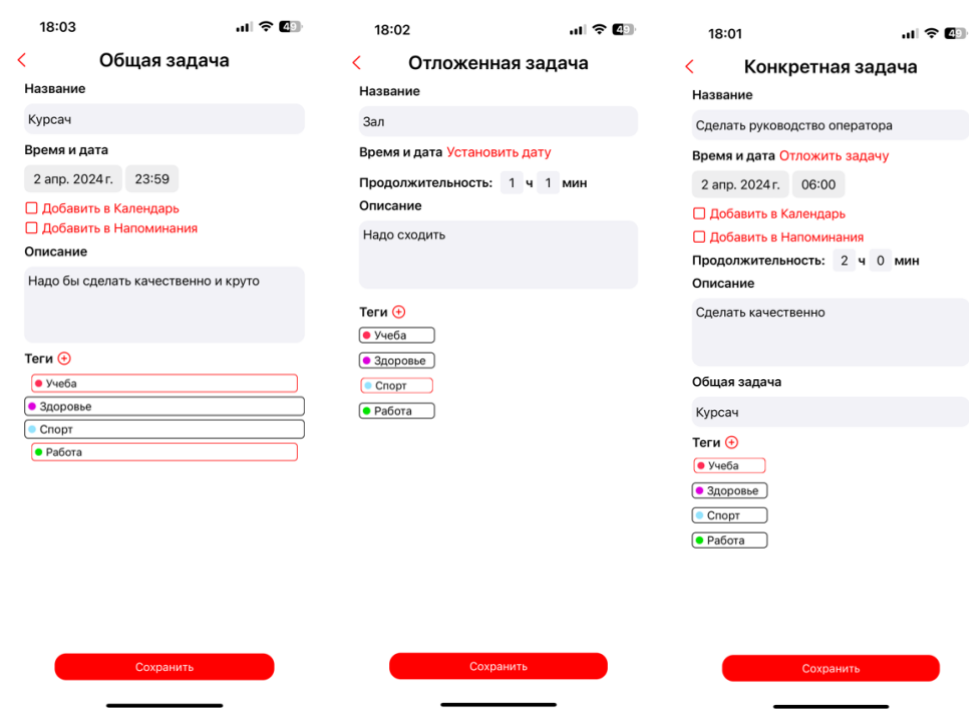 18:03
49
Общая задача
Название
Курсач
Время и дата
2 апр. 2024 г. 23:59
Добавить в Календарь
Добавить в Напоминания
Описание
Надо бы сделать качественно и круто
Теги
Учеба
Здоровье
Спорт
Работа
Сохранить
18:02
49
Отложенная задача
Название
Зал
Время и дата Установить дату
Продолжительность: 1 ч 1 мин
Описание
Надо сходить
Теги
Учеба
Здоровье
Спорт
Работа
Сохранить
18:01
49
Конкретная задача
Название
Сделать руководство оператора
Время и дата Отложить задачу
2 апр. 2024 г. 06:00
Добавить в Календарь
Добавить в Напоминания
Продолжительность: 2 ч 0 мин
Описание
Сделать качественно
Общая задача
Курсач
Теги
Учеба
Здоровье
Спорт
Работа
Сохранить